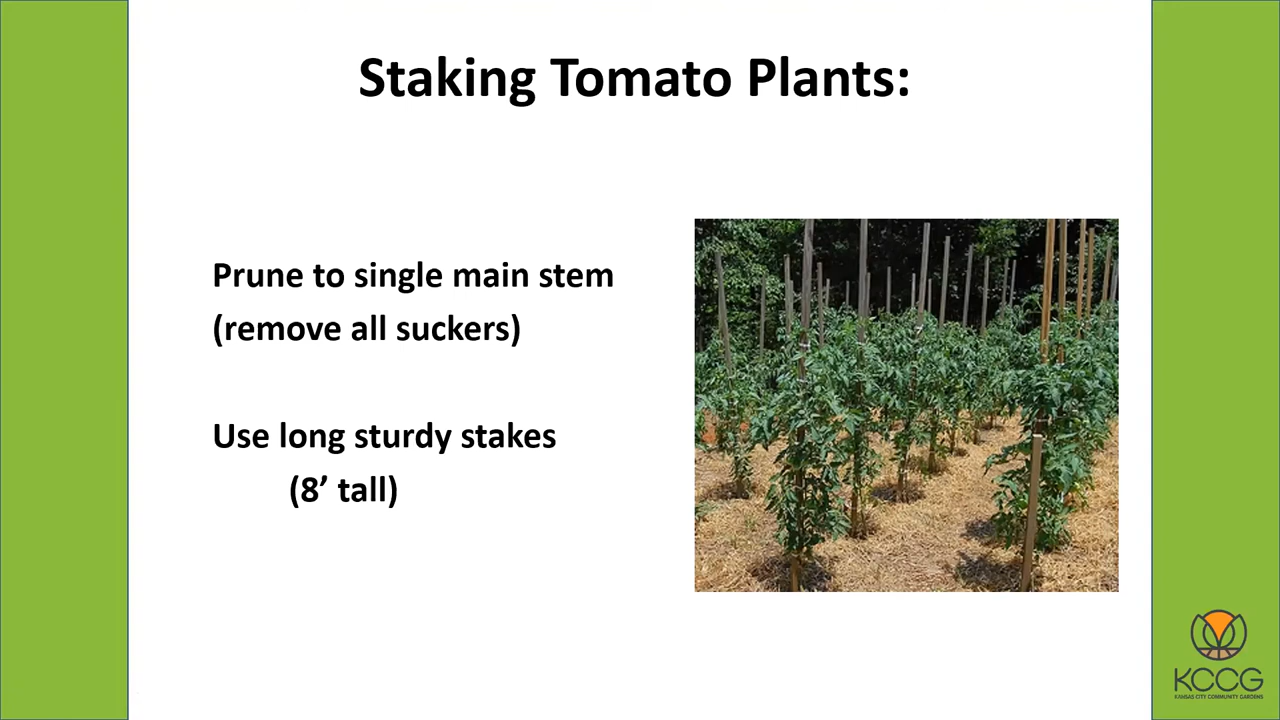 Staking Tomato Plants:
Prune to single main stem
(remove all suckers)
Use long sturdy stakes
(8’ tall)
KCCG
KANSAS CITY COMMUNITY GARDENS